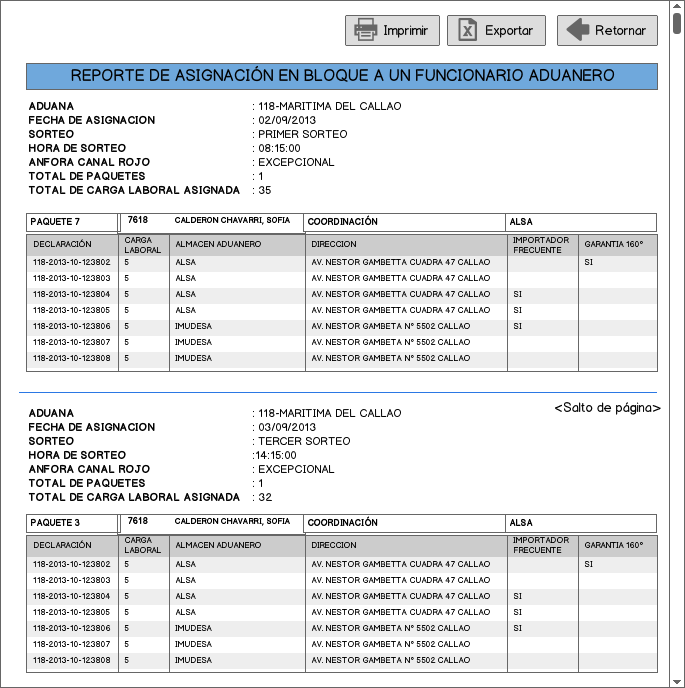 Imprimir Exportar Retornar
REPORTE DE ASIGNACIÓN EN BLOQUE A UN FUNCIONARIO ADUANERO
ADUANA : 118-MARITIMA DEL CALLAO
FECHA DE ASIGNACION : 02/09/2013
SORTEO : PRIMER SORTEO
HORA DE SORTEO : 08:15:00
ANFORA CANAL ROJO : EXCEPCIONAL
TOTAL DE PAQUETES : 1
TOTAL DE CARGA LABORAL ASIGNADA : 35
PAQUETE 7 7618 CALDERON CHAVARRI, SOFIA COORDINACIÓN ALSA
DECLARACIÓN CARGA LABORAL ALMACEN ADUANERO DIRECCION IMPORTADOR FRECUENTE GARANTIA 160°
118-2013-10-123802 5 ALSA AV. NESTOR GAMBETTA CUADRA 47 CALLAO SI
118-2013-10-123803 5 ALSA AV. NESTOR GAMBETTA CUADRA 47 CALLAO
118-2013-10-123804 5 ALSA AV. NESTOR GAMBETTA CUADRA 47 CALLAO SI
118-2013-10-123805 5 ALSA AV. NESTOR GAMBETTA CUADRA 47 CALLAO SI
118-2013-10-123806 5 IMUDESA AV. NESTOR GAMBETA N° 5502 CALLAO SI
118-2013-10-123807 5 IMUDESA AV. NESTOR GAMBETA N° 5502 CALLAO
118-2013-10-123808 5 IMUDESA AV. NESTOR GAMBETA N° 5502 CALLAO
<Salto de página>
ADUANA : 118-MARITIMA DEL CALLAO
FECHA DE ASIGNACION : 03/09/2013
SORTEO : TERCER SORTEO
HORA DE SORTEO :14:15:00
ANFORA CANAL ROJO : EXCEPCIONAL
TOTAL DE PAQUETES : 1
TOTAL DE CARGA LABORAL ASIGNADA : 32
PAQUETE 3 7618 CALDERON CHAVARRI, SOFIA COORDINACIÓN ALSA
DECLARACIÓN CARGA LABORAL ALMACEN ADUANERO DIRECCION IMPORTADOR FRECUENTE GARANTIA 160°
118-2013-10-123802 5 ALSA AV. NESTOR GAMBETTA CUADRA 47 CALLAO SI
118-2013-10-123803 5 ALSA AV. NESTOR GAMBETTA CUADRA 47 CALLAO
118-2013-10-123804 5 ALSA AV. NESTOR GAMBETTA CUADRA 47 CALLAO SI
118-2013-10-123805 5 ALSA AV. NESTOR GAMBETTA CUADRA 47 CALLAO SI
118-2013-10-123806 5 IMUDESA AV. NESTOR GAMBETA N° 5502 CALLAO SI
118-2013-10-123807 5 IMUDESA AV. NESTOR GAMBETA N° 5502 CALLAO
118-2013-10-123808 5 IMUDESA AV. NESTOR GAMBETA N° 5502 CALLAO